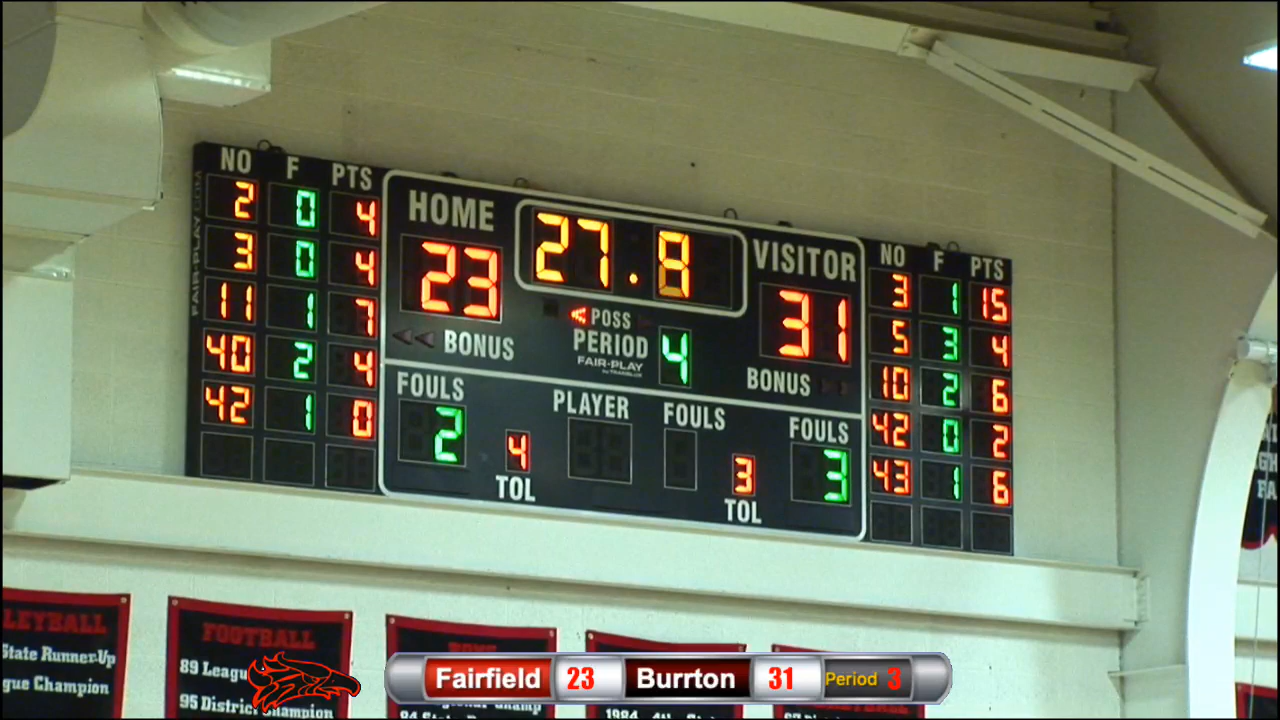 NO F PTS
2 0 4
3 0 4
11 1 7
40 2 4
42 1 0
FAIR-PLAY.COM
HOME
23
27.8
VISITOR
31
POSS
BONUS
PERIOD 4
FAIR-PLAY
BONUS
FOULS
2
4
TOL
PLAYER
FOULS
3
TOL
FOULS
3
NO F PTS
3 1 15
5 3 4
10 2 6
42 0 2
43 1 6
LEYBALL
State Runner-Up
gue Champion
FOOTBALL
89 Leagu
95 District Champion
Fairfield 23 Burrton 31 Period 3